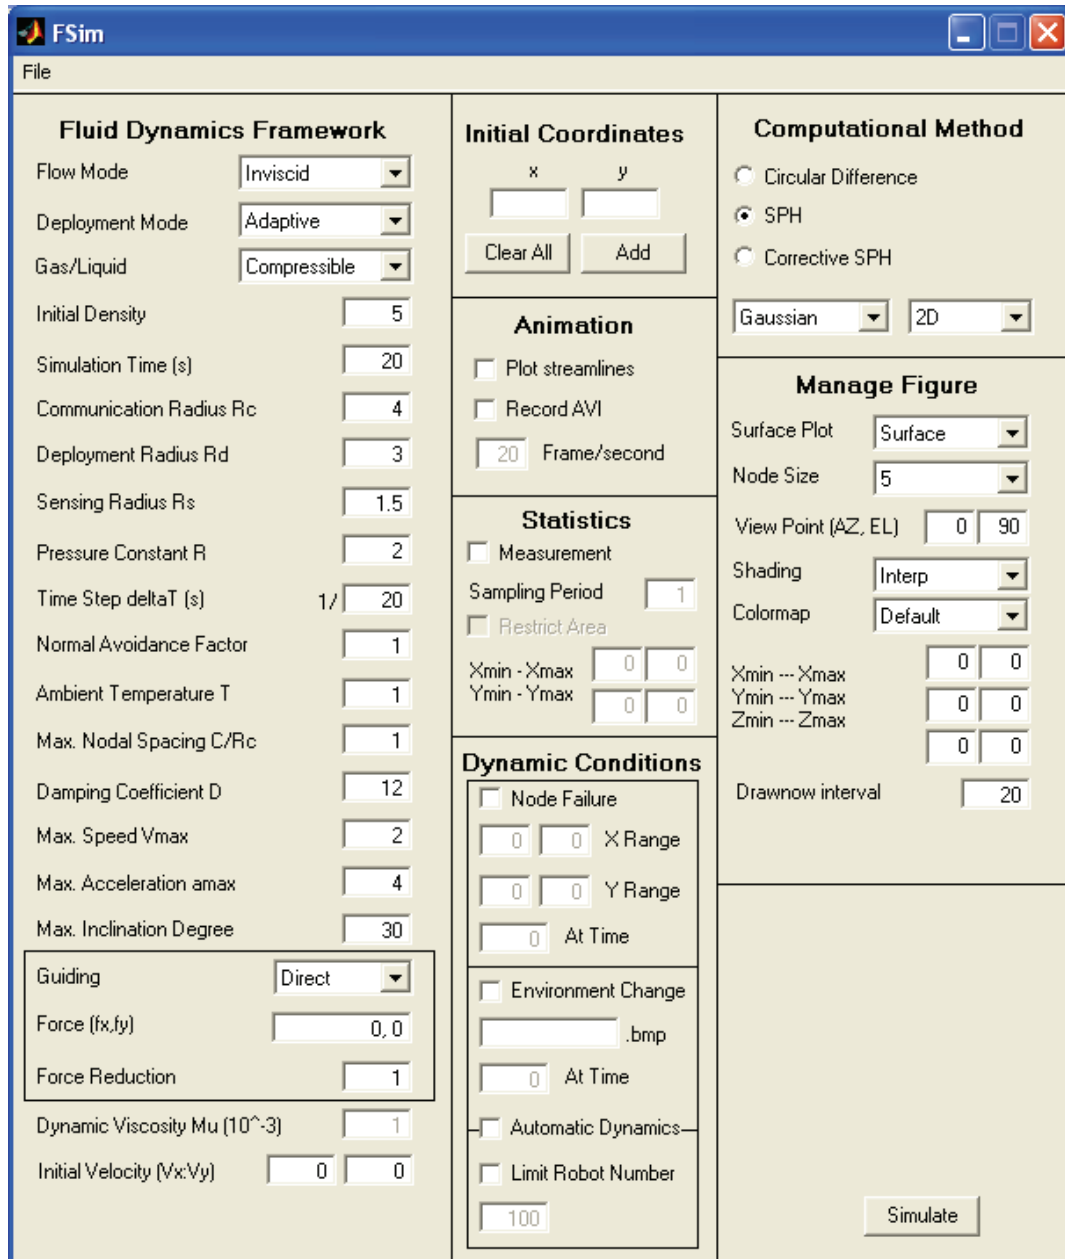 FSim
File
Fluid Dynamics Framework
Flow Mode Inviscid
Deployment Mode Adaptive
Gas/Liquid Compressible
Initial Density 5
Simulation Time (s) 20
Communication Radius Rc 4
Deployment Radius Rd 3
Sensing Radius Rs 1.5
Pressure Constant R 2
Time Step deltaT (s) 1/ 20
Normal Avoidance Factor 1
Ambient Temperature T 1
Max. Nodal Spacing C/Rc 1
Damping Coefficient D 12
Max. Speed Vmax 2
Max. Acceleration amax 4
Max. Inclination Degree 30
Guiding Direct
Force (fx,fy) 0, 0
Force Reduction 1
Dynamic Viscosity Mu (10^-3) 1
Initial Velocity (Vx:Vy) 0 0
Initial Coordinates
x y
Clear All Add
Animation
Plot streamlines
Record AVI
20 Frame/second
Statistics
Measurement
Sampling Period 1
Restrict Area
Xmin - Xmax 0 0
Ymin - Ymax 0 0
Dynamic Conditions
Node Failure
0 0 X Range
0 0 Y Range
0 At Time
Environment Change
.bmp
0 At Time
Automatic Dynamics
Limit Robot Number
100
Computational Method
Circular Difference
SPH
Corrective SPH
Gaussian 2D
Manage Figure
Surface Plot Surface
Node Size 5
View Point (AZ, EL) 0 90
Shading Interp
Colormap Default
Xmin --- Xmax 0 0
Ymin --- Ymax 0 0
Zmin --- Zmax 0 0
Drawnow interval 20
Simulate